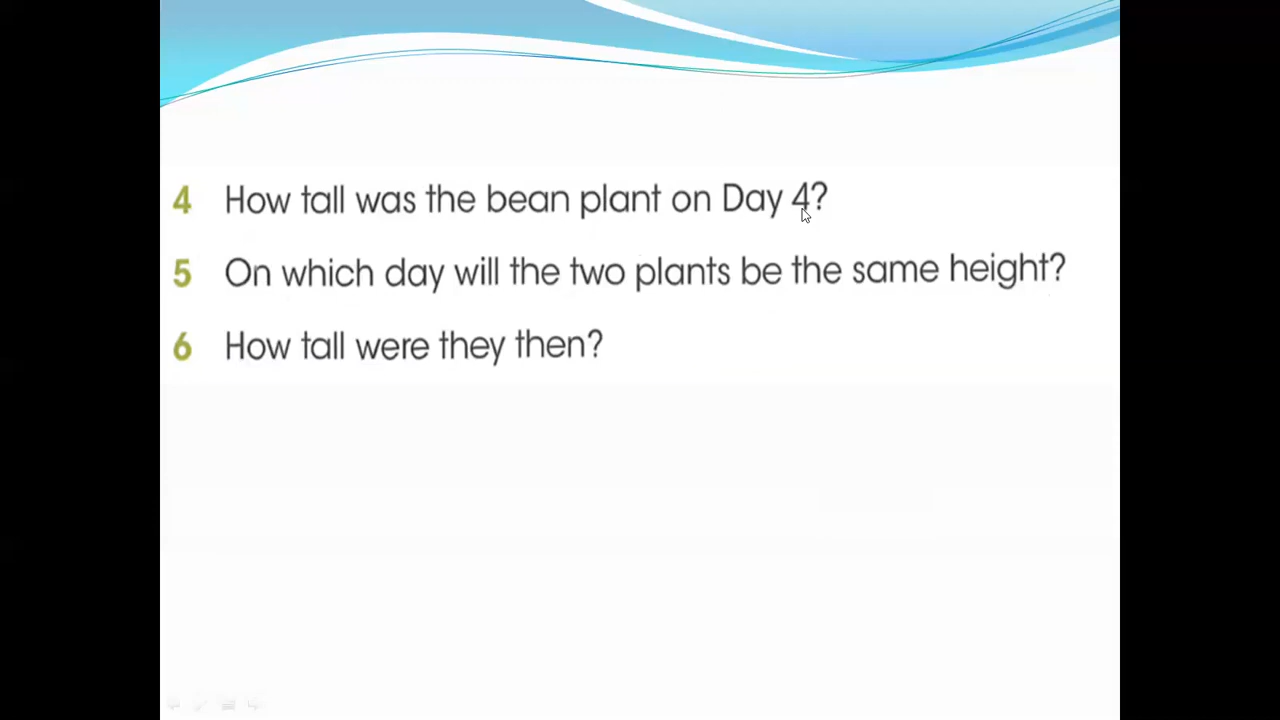 4 How tall was the bean plant on Day 4?
5 On which day will the two plants be the same height?
6 How tall were they then?